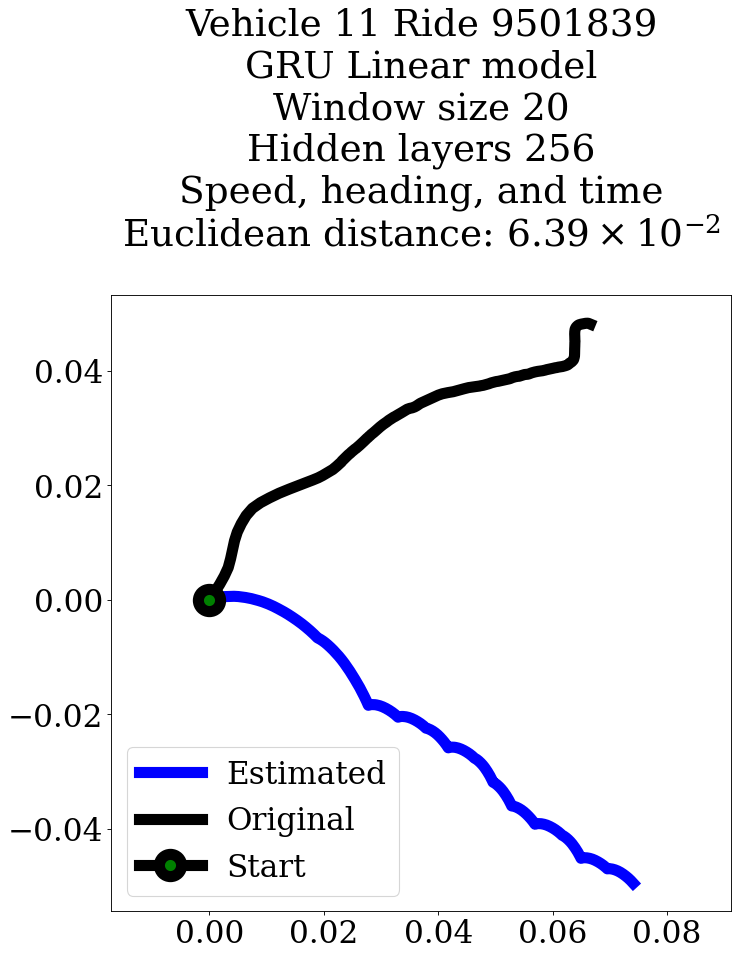 Vehicle 11 Ride 9501839
GRU Linear model
Window size 20
Hidden layers 256
Speed, heading, and time
Euclidean distance: 6.39 × 10⁻²
0.04
0.02
0.00
−0.02
−0.04
Estimated
Original
Start
0.00 0.02 0.04 0.06 0.08